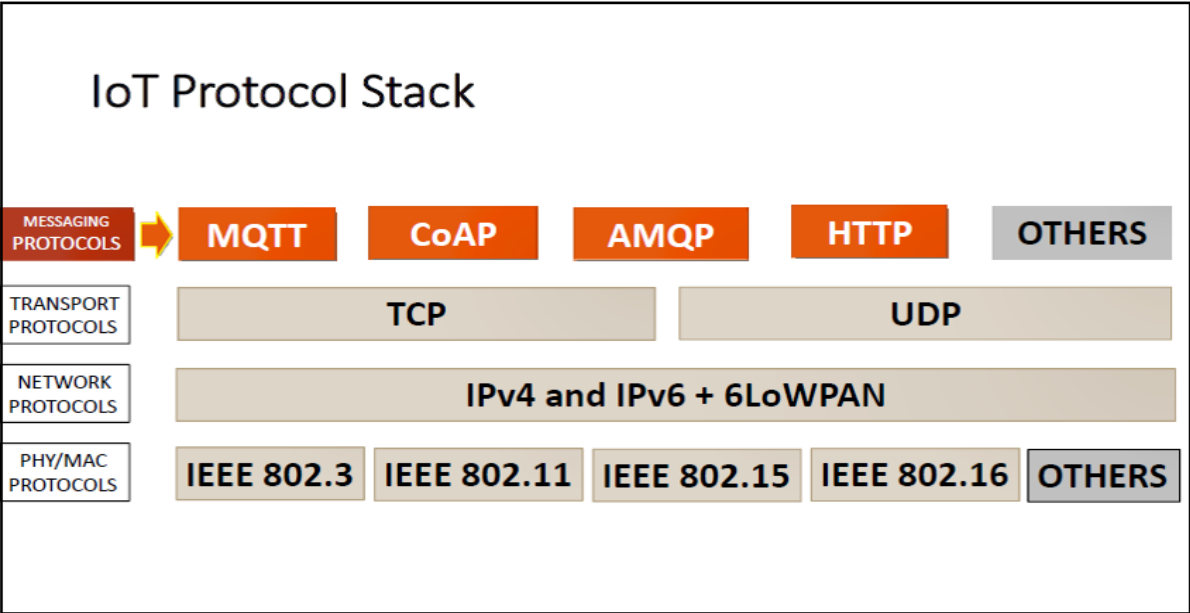 IoT Protocol Stack
MESSAGING
PROTOCOLS
MQTT
CoAP
AMQP
HTTP
OTHERS
TRANSPORT
PROTOCOLS
TCP
UDP
NETWORK
PROTOCOLS
IPv4 and IPv6 + 6LoWPAN
PHY/MAC
PROTOCOLS
IEEE 802.3
IEEE 802.11
IEEE 802.15
IEEE 802.16
OTHERS